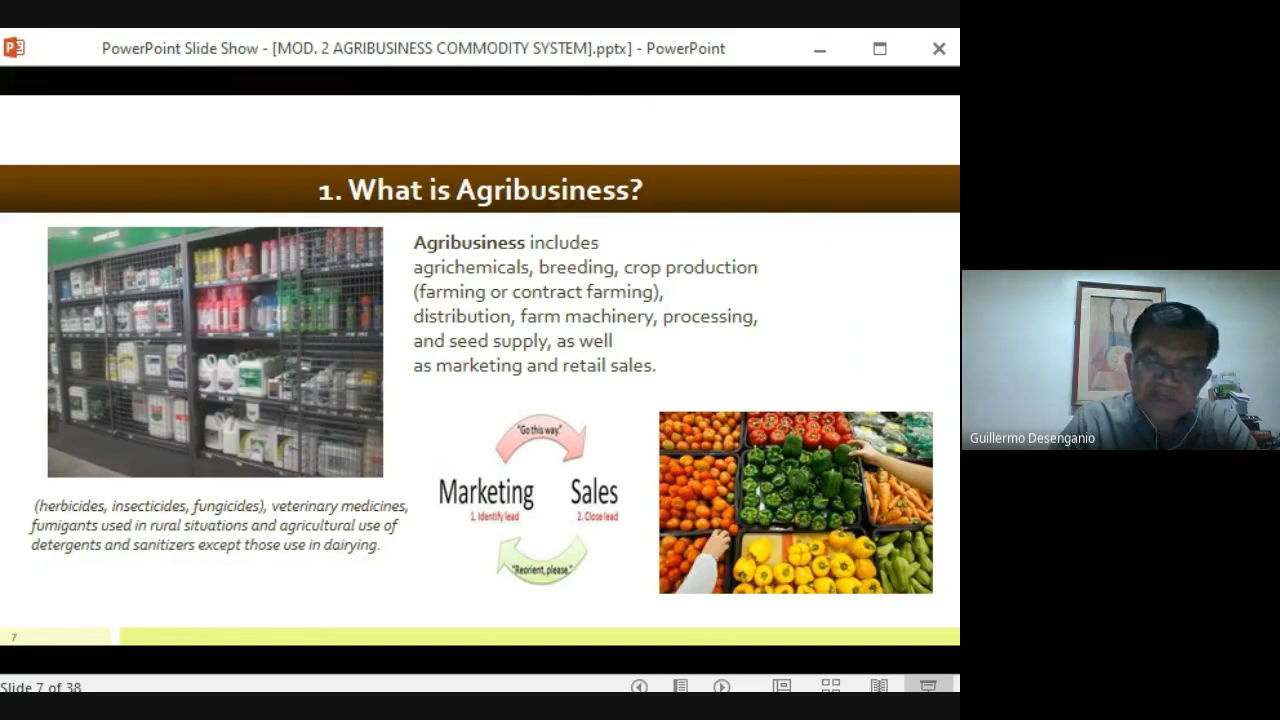 PowerPoint Slide Show - [MOD. 2 AGRIBUSINESS COMMODITY SYSTEM].pptx] - PowerPoint
1. What is Agribusiness?
Agribusiness includes
agrichemicals, breeding, crop production
(farming or contract farming),
distribution, farm machinery, processing,
and seed supply, as well
as marketing and retail sales.
(herbicides, insecticides, fungicides), veterinary medicines,
fumigants used in rural situations and agricultural use of
detergents and sanitizers except those use in dairying.
"Go this way."
Marketing
1. Identify lead
Sales
2. Close lead
"Reorient, please."
7
Slide 7 of 38
Guillermo Desenganio